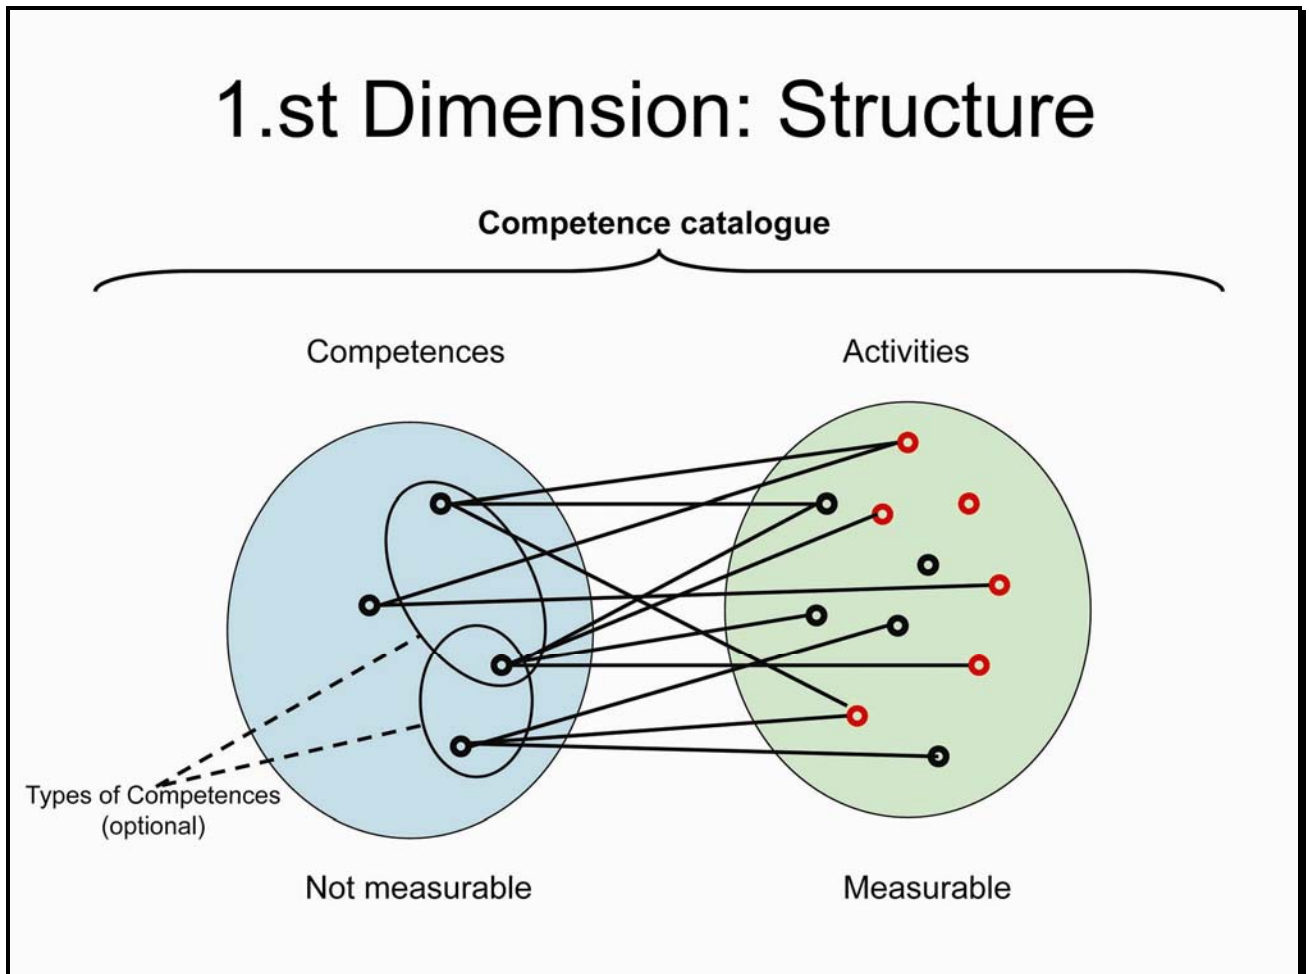 1.st Dimension: Structure
Competence catalogue
Competences
Activities
Types of Competences
(optional)
Not measurable
Measurable